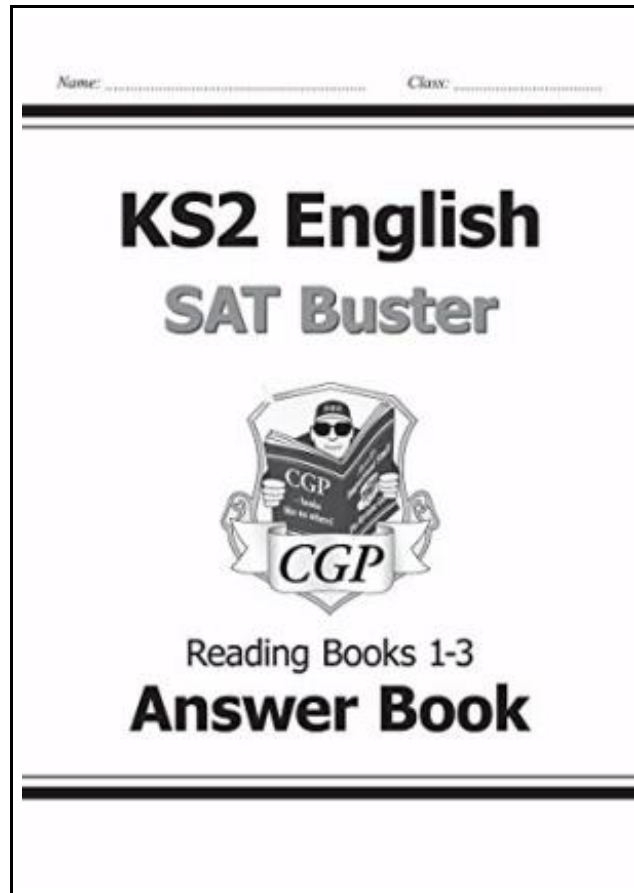 Name: ........................................ Class: ........................
KS2 English
SAT Buster
CGP
CGP
Reading Books 1-3
Answer Book